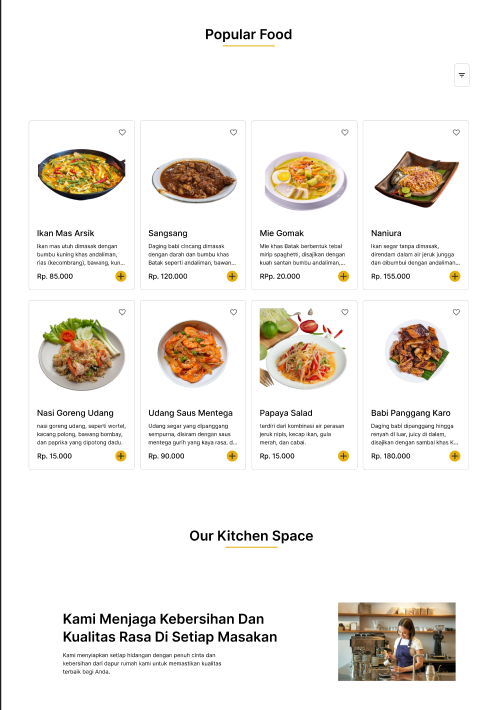 Popular Food
Ikan Mas Arsik
Ikan mas utuh dimasak dengan
bumbu kuning khas andaliman,
rias (kecombrang), bawang, kun...
Rp. 85.000
Sangsang
Daging babi cincang dimasak
dengan darah dan bumbu khas
Batak seperti andaliman, bawan...
Rp. 120.000
Mie Gomak
Mie khas Batak berbentuk tebal
mirip spaghetti, disajikan dengan
kuah santan bumbu andaliman,...
RPp. 20.000
Naniura
Ikan segar tanpa dimasak,
direndam dalam air jeruk jungga
dan dibumbui dengan andaliman...
Rp. 155.000
Nasi Goreng Udang
nasi goreng udang, seperti wortel,
kacang polong, bawang bombay,
dan paprika yang dipotong dadu.
Rp. 15.000
Udang Saus Mentega
Udang segar yang dipanggang
sempurna, disiram dengan saus
mentega gurih yang kaya rasa, d...
Rp. 90.000
Papaya Salad
terdiri dari kombinasi air perasan
jeruk nipis, kecap ikan, gula
merah, dan cabai.
Rp. 15.000
Babi Panggang Karo
Daging babi dipanggang hingga
renyah di luar, juicy di dalam,
disajikan dengan sambal khas K...
Rp. 180.000
Our Kitchen Space
Kami Menjaga Kebersihan Dan
Kualitas Rasa Di Setiap Masakan
Kami menyiapkan setiap hidangan dengan penuh cinta dan
kebersihan dari dapur rumah kami untuk memastikan kualitas
terbaik bagi Anda.